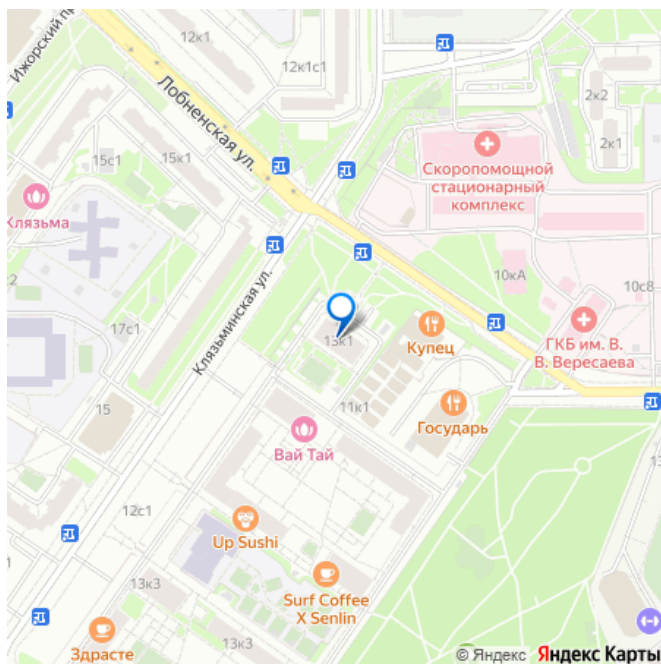 Ижорский пр
12к1
12к1с1
Лобненская ул.
2к2
2к1
Скоропомощной
стационарный
комплекс
15с1
15к1
Клязьма
Клязьминская ул.
10кА
10с8
17с1
13к1
Купец
ГКБ им. В.
В. Вересаева
15
11к1
Государь
Вай Тай
12с1
Up Sushi
13к3
Surf Coffee
X Senlin
13к3
Здрасте
© Яндекс Яндекс Карты